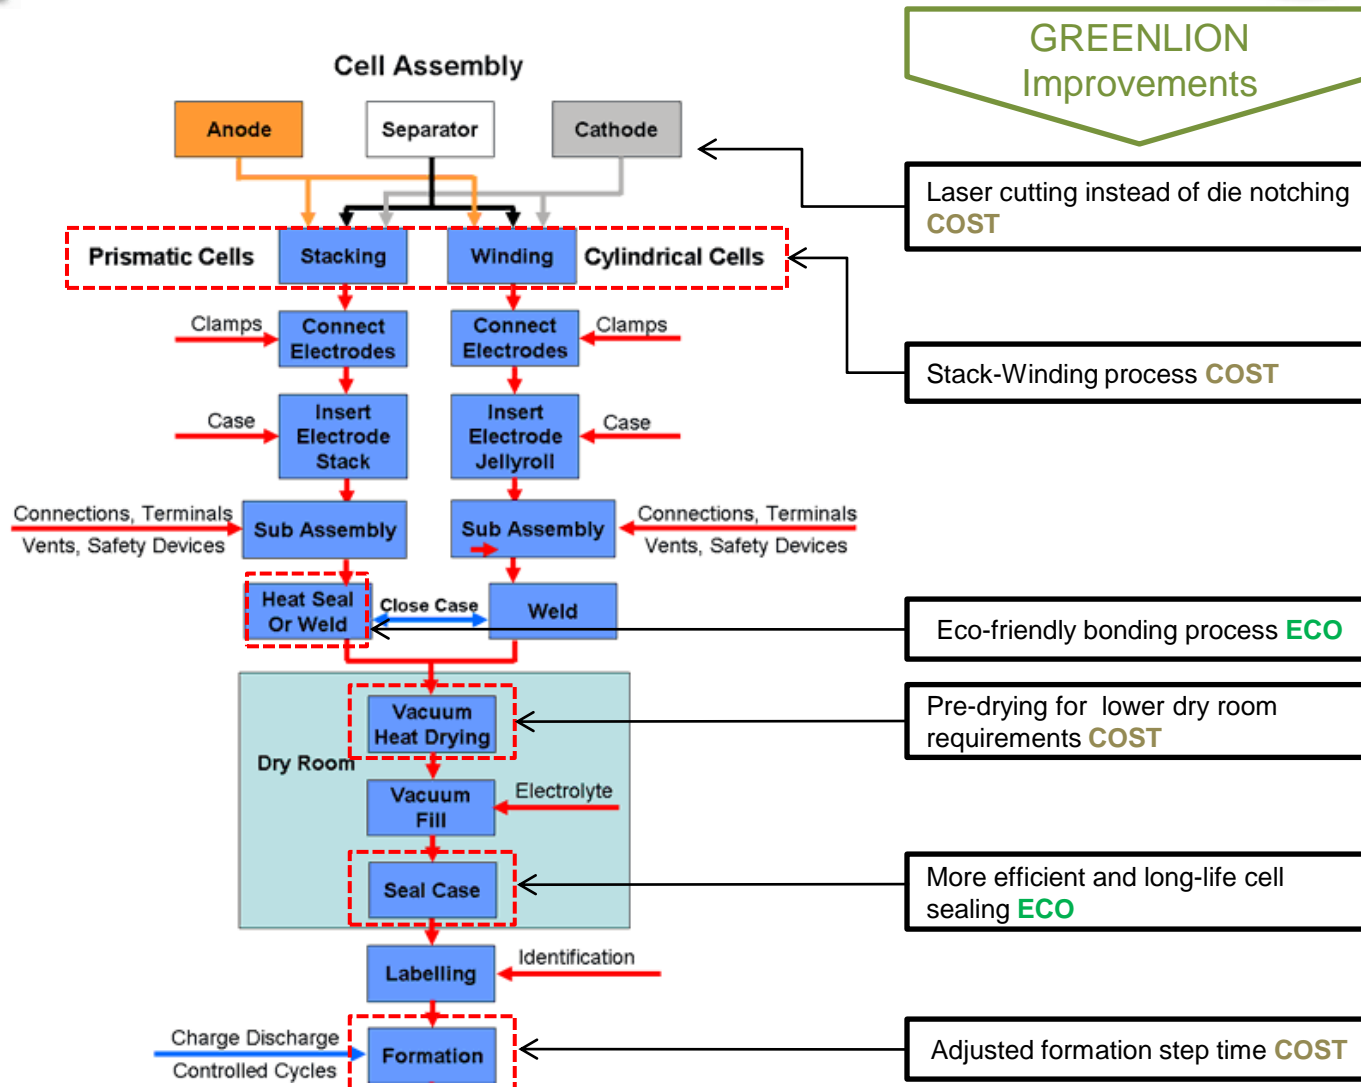 GREENLION
Improvements
Cell Assembly
Anode
Separator
Cathode
Laser cutting instead of die notching
COST
Prismatic Cells
Stacking
Winding
Cylindrical Cells
Clamps
Connect
Electrodes
Connect
Electrodes
Clamps
Stack-Winding process COST
Case
Insert
Electrode
Stack
Insert
Electrode
Jellyroll
Case
Connections, Terminals
Vents, Safety Devices
Sub Assembly
Sub Assembly
Connections, Terminals
Vents, Safety Devices
Heat Seal
Or Weld
Close Case
Weld
Eco-friendly bonding process ECO
Vacuum
Heat Drying
Pre-drying for lower dry room
requirements COST
Dry Room
Vacuum
Fill
Electrolyte
Seal Case
More efficient and long-life cell
sealing ECO
Labelling
Identification
Charge Discharge
Controlled Cycles
Formation
Adjusted formation step time COST